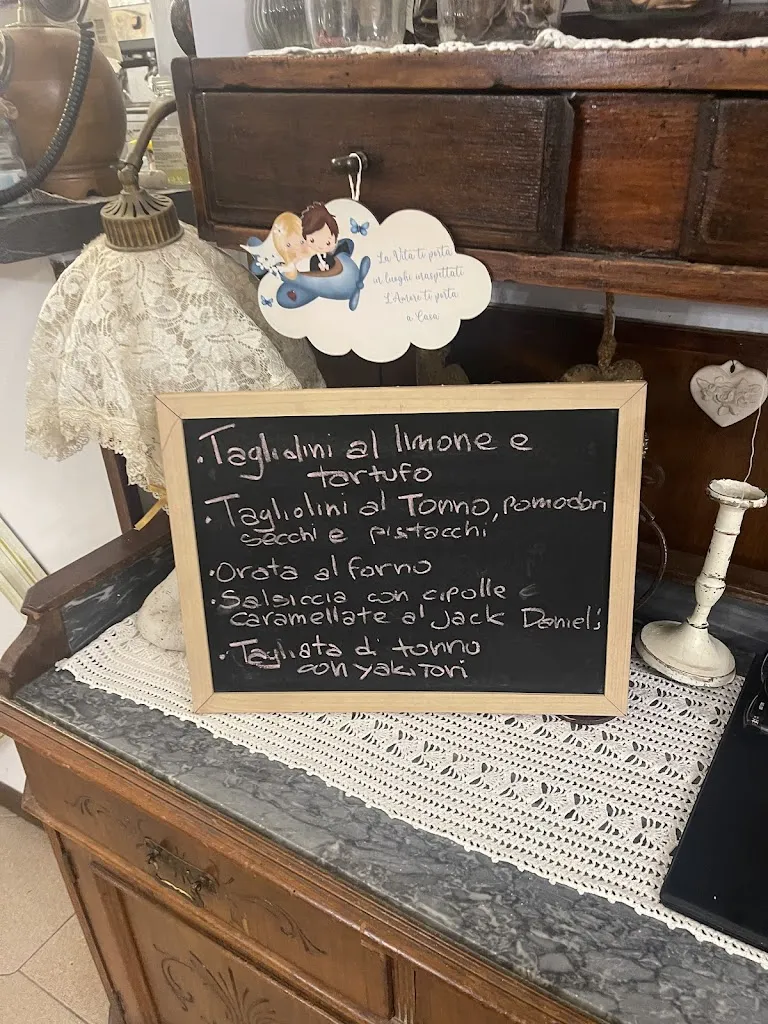 La Vita ti porta
in luoghi inaspettati
L'Amore ti porta
a Casa
·Tagliolini al limone e
tartufo
·Tagliolini al Tonno, pomodori
secchi e pistacchi
·Orata al forno
·Salsiccia con cipolle
caramellate al Jack Daniel's
·Tagliata di tonno
con yakitori